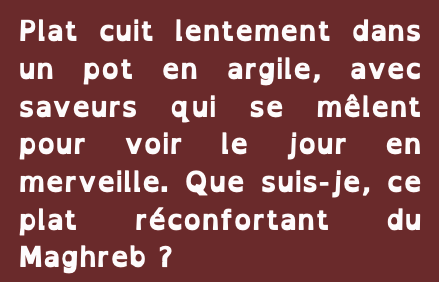 Plat cuit lentement dans
un pot en argile, avec
saveurs qui se mêlent
pour voir le jour en
merveille. Que suis-je, ce
plat réconfortant du
Maghreb ?